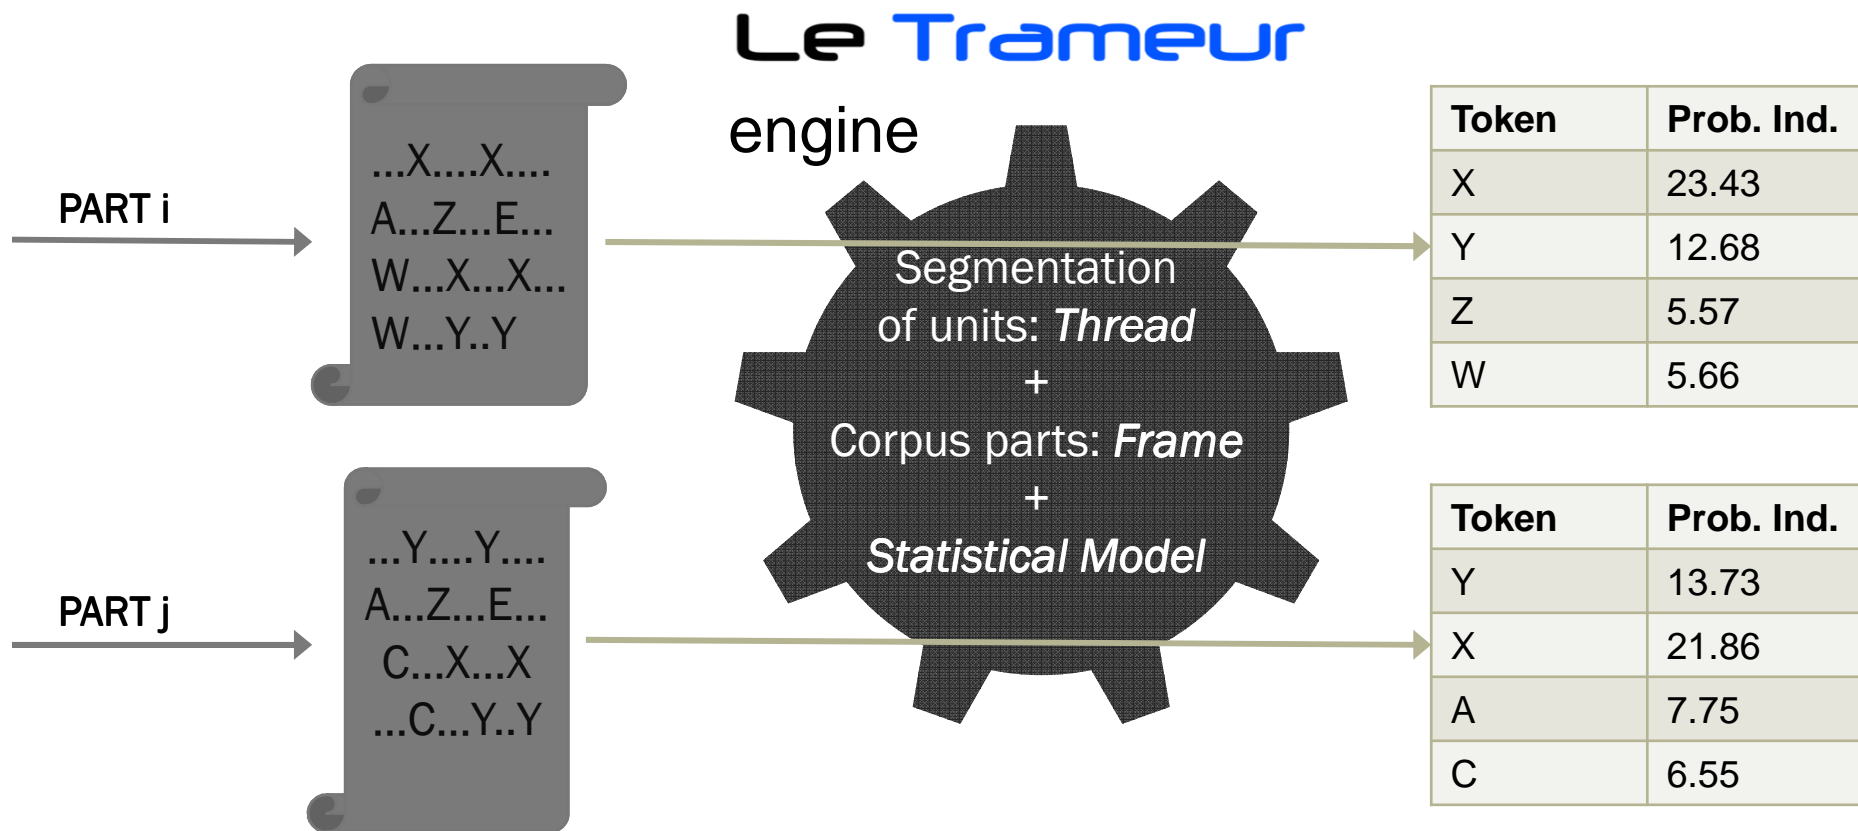 Le Trameur
engine
PART i
...X....X....
A...Z...E...
W...X...X...
W...Y..Y
Segmentation
of units: Thread
+
Corpus parts: Frame
+
Statistical Model
Token Prob. Ind.
X 23.43
Y 12.68
Z 5.57
W 5.66
PART j
...Y....Y....
A...Z...E...
C...X...X
...C...Y..Y
Token Prob. Ind.
Y 13.73
X 21.86
A 7.75
C 6.55